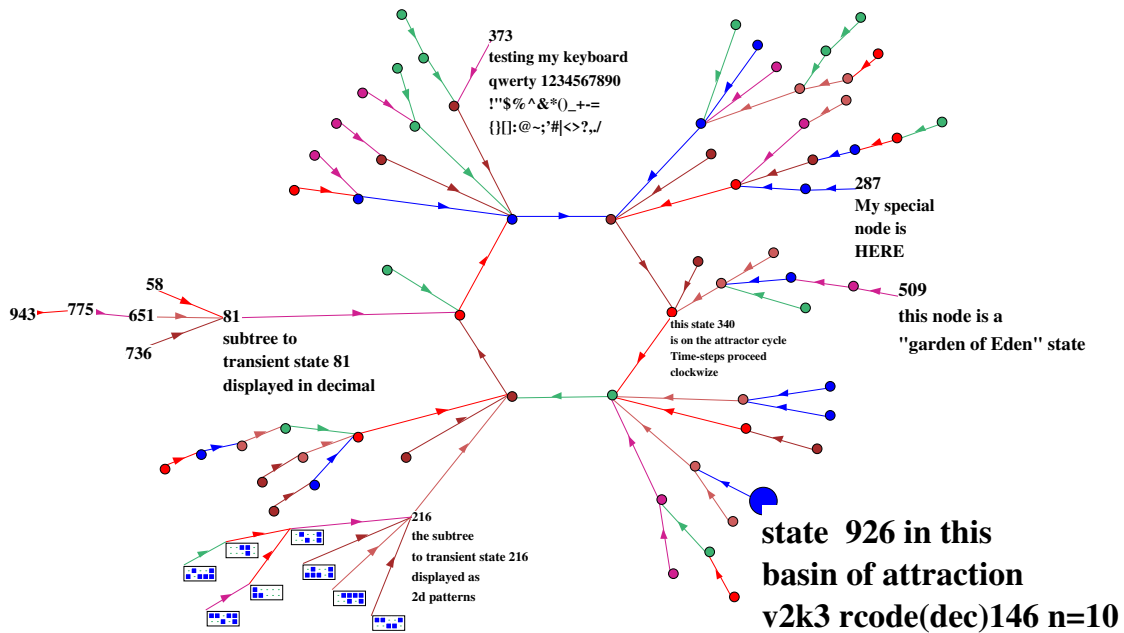 373
testing my keyboard
qwerty 1234567890
!"$%^&*()_+-=
{}[]:@~;'#|<>?,./
287
My special
node is
HERE
58
943
775
651
81
736
subtree to
transient state 81
displayed in decimal
509
this node is a
"garden of Eden" state
this state 340
is on the attractor cycle
Time-steps proceed
clockwize
216
the subtree
to transient state 216
displayed as
2d patterns
state 926 in this
basin of attraction
v2k3 rcode(dec)146 n=10